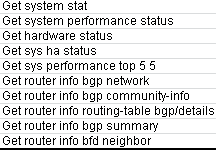 Get system stat
Get system performance status
Get hardware status
Get sys ha status
Get sys performance top 5 5
Get router info bgp network
Get router info bgp community-info
Get router info routing-table bgp/details
Get router info bgp summary
Get router info bfd neighbor